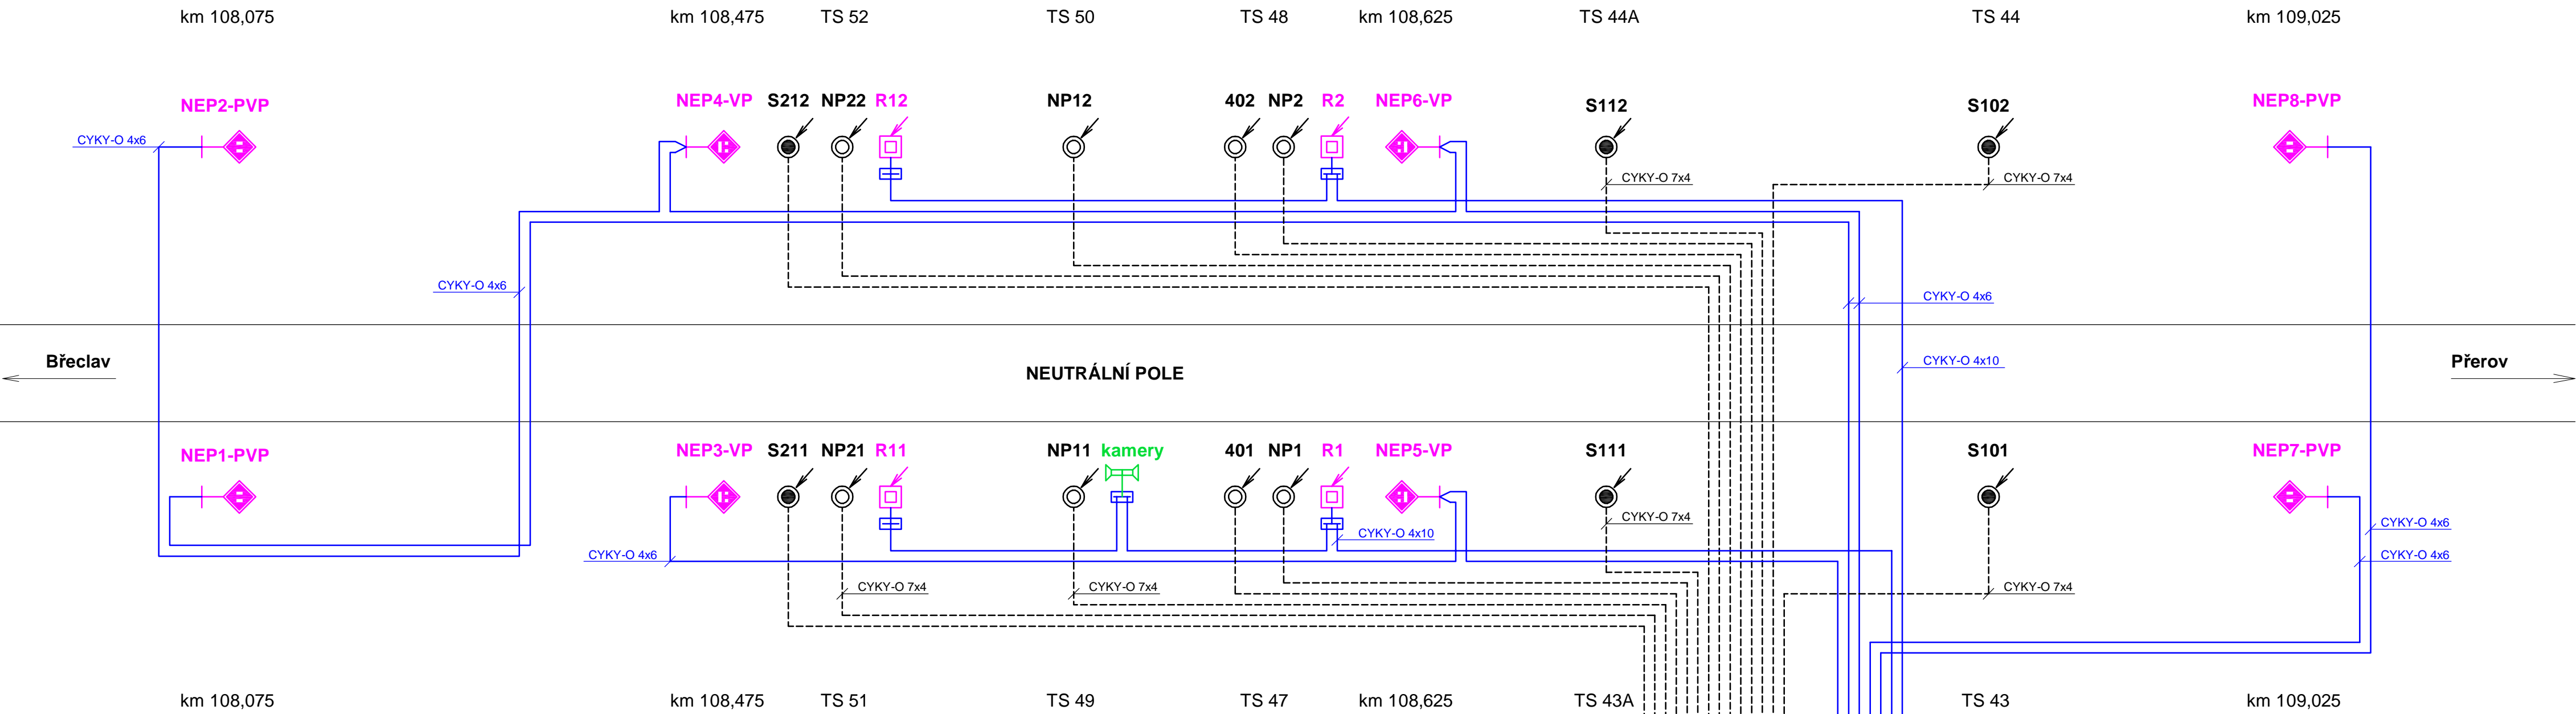 km 108,075
km 108,475
TS 52
TS 50
TS 48
km 108,625
TS 44A
TS 44
km 109,025
NEP2-PVP
NEP4-VP
S212
NP22
R12
NP12
402
NP2
R2
NEP6-VP
S112
S102
NEP8-PVP
CYKY-O 4x6
CYKY-O 7x4
CYKY-O 7x4
CYKY-O 4x6
CYKY-O 4x6
Břeclav
NEUTRÁLNÍ POLE
CYKY-O 4x10
Přerov
NEP1-PVP
NEP3-VP
S211
NP21
R11
NP11
kamery
401
NP1
R1
NEP5-VP
S111
S101
NEP7-PVP
CYKY-O 7x4
CYKY-O 4x6
CYKY-O 4x10
CYKY-O 4x6
CYKY-O 4x6
CYKY-O 7x4
CYKY-O 7x4
CYKY-O 7x4
km 108,075
km 108,475
TS 51
TS 49
TS 47
km 108,625
TS 43A
TS 43
km 109,025